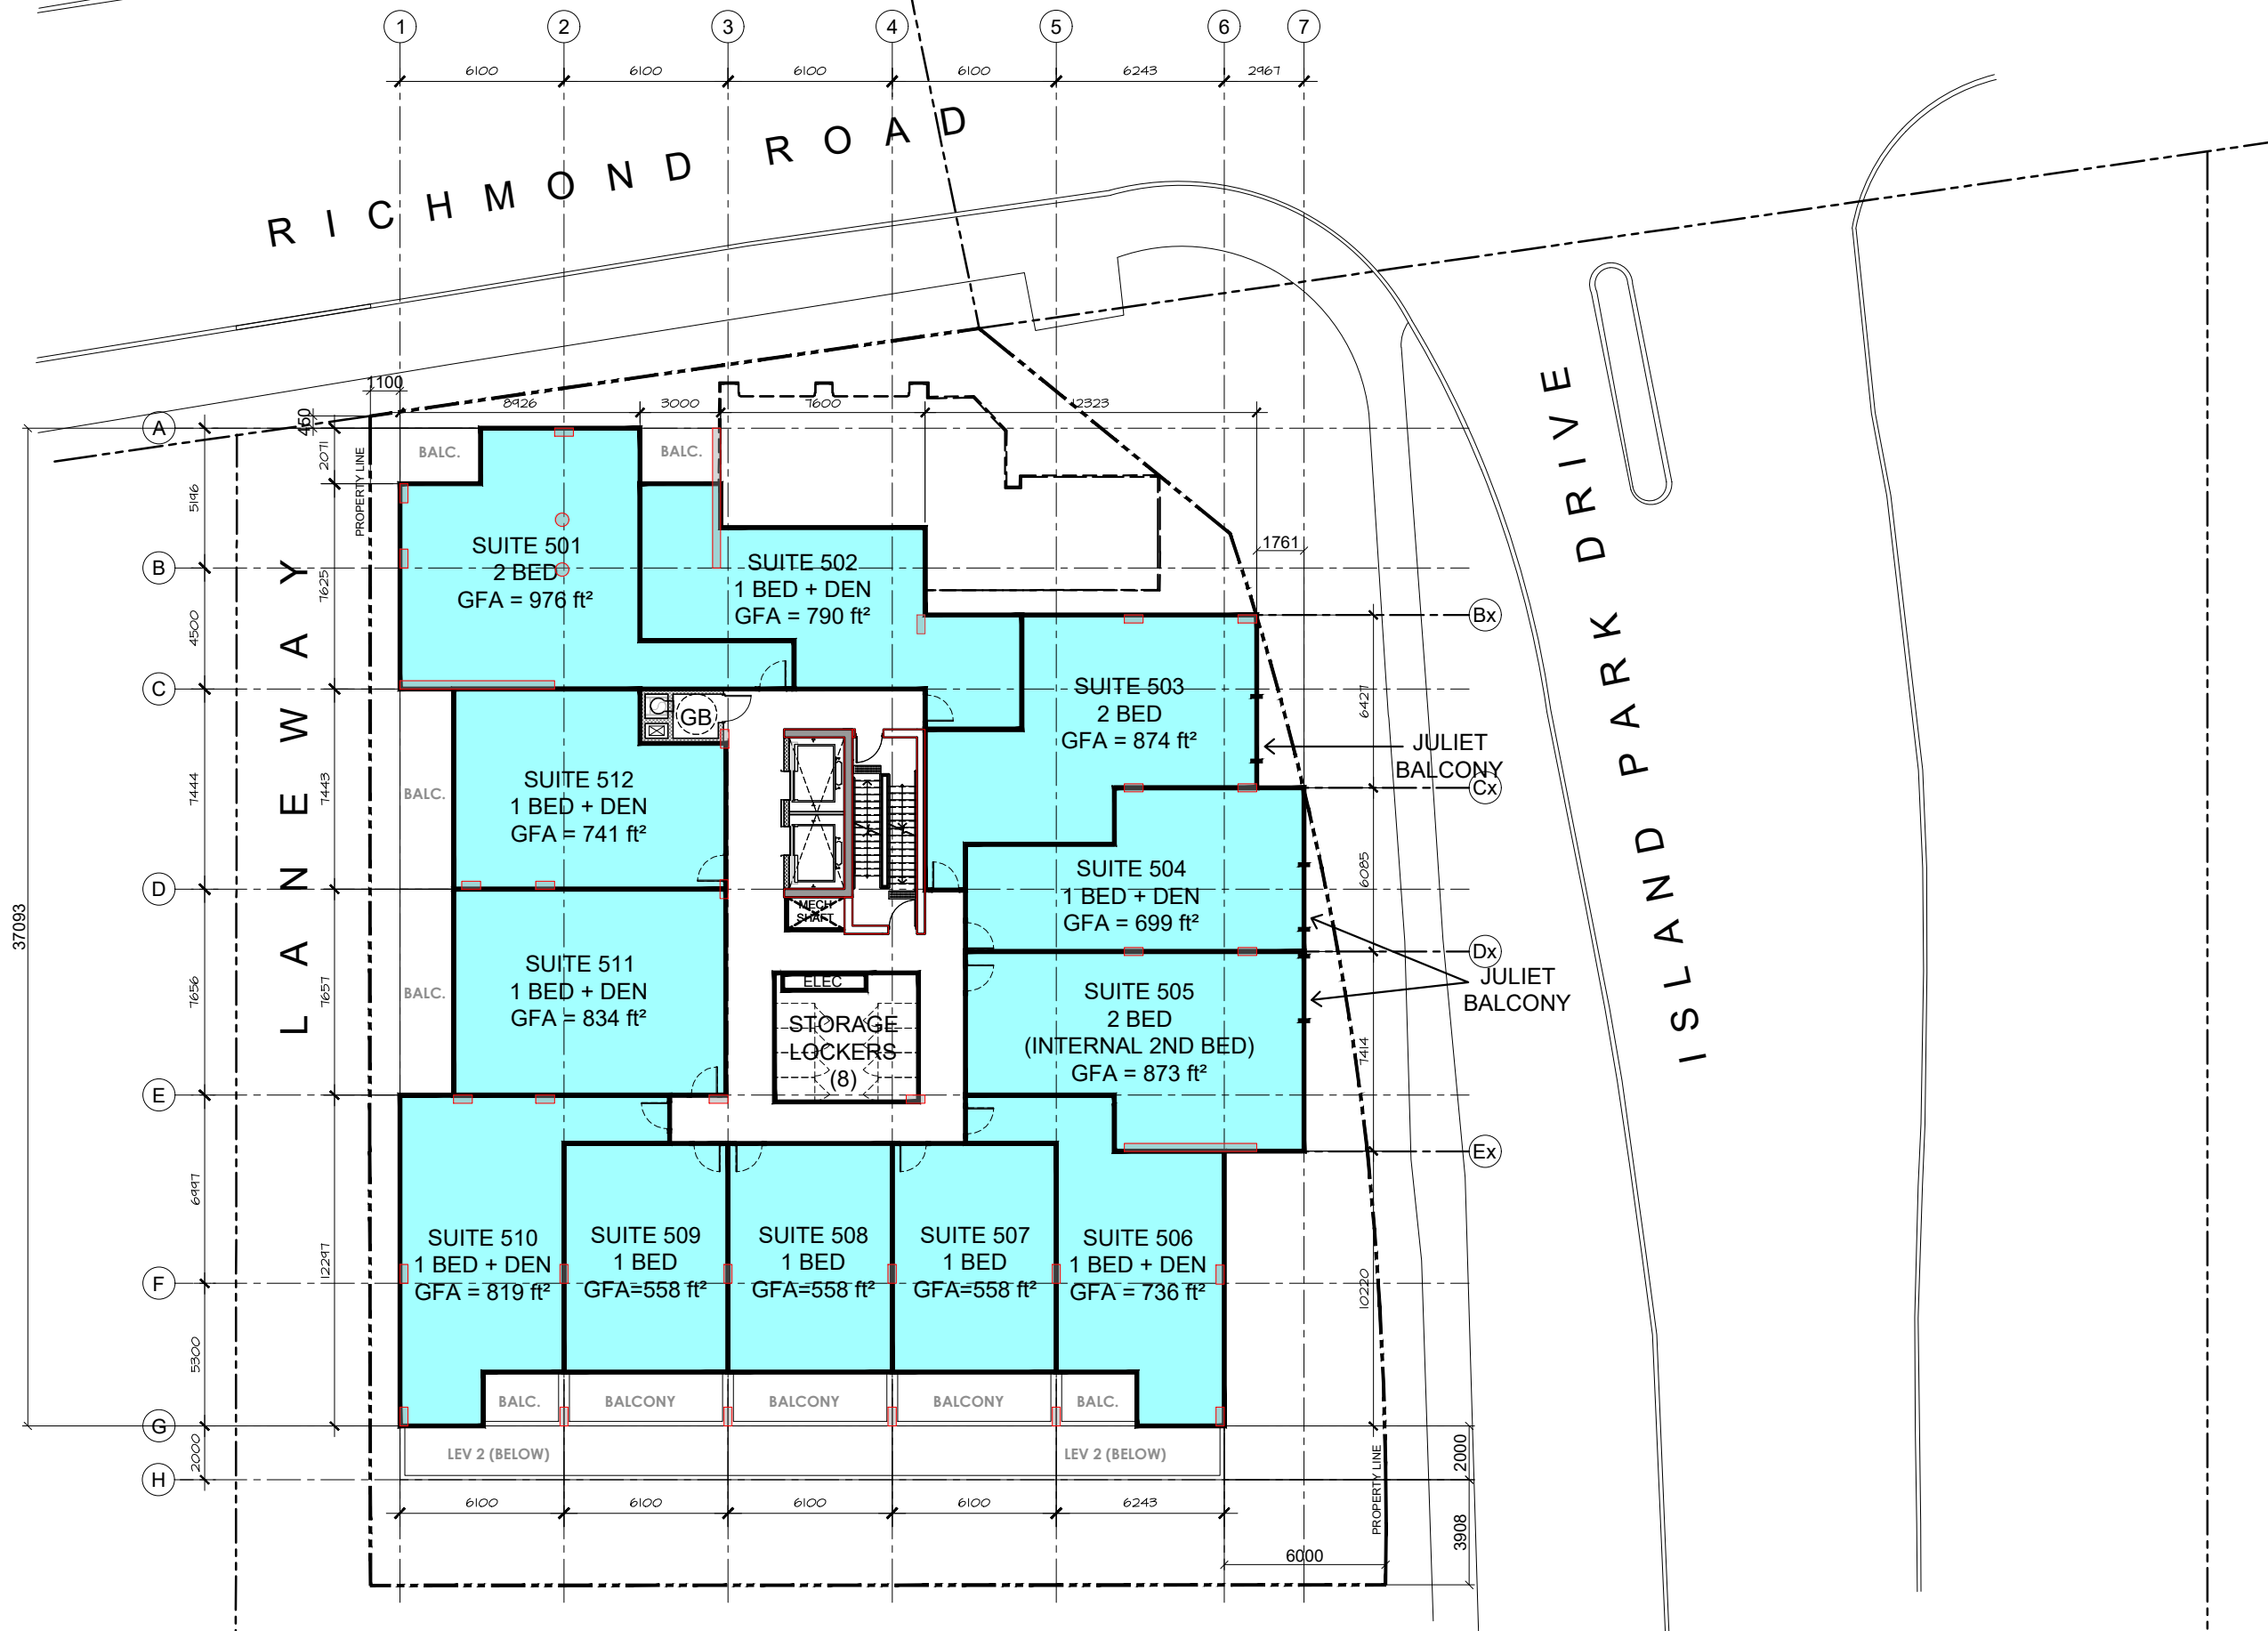 1
2
3
4
5
6
7
6100
6100
6100
6100
6243
2967
RICHMOND ROAD
1100
8926
3000
7600
12323
460
A
2071
BALC.
BALC.
PROPERTY LINE
5196
1761
SUITE 501
2 BED
GFA = 976 ft²
SUITE 502
1 BED + DEN
GFA = 790 ft²
B
7625
Bx
4500
LANEWAY
ISLAND PARK DRIVE
C
SUITE 503
2 BED
GFA = 874 ft²
6427
GB
JULIET
BALCONY
Cx
SUITE 512
1 BED + DEN
GFA = 741 ft²
BALC.
7444
7443
SUITE 504
1 BED + DEN
GFA = 699 ft²
6085
D
MECH
SHAFT
37093
Dx
SUITE 511
1 BED + DEN
GFA = 834 ft²
BALC.
7656
7657
ELEC
STORAGE
LOCKERS
(8)
SUITE 505
2 BED
(INTERNAL 2ND BED)
GFA = 873 ft²
JULIET
BALCONY
7414
E
Ex
6997
12297
SUITE 510
1 BED + DEN
GFA = 819 ft²
SUITE 509
1 BED
GFA=558 ft²
SUITE 508
1 BED
GFA=558 ft²
SUITE 507
1 BED
GFA=558 ft²
SUITE 506
1 BED + DEN
GFA = 736 ft²
10220
F
5300
BALC.
BALCONY
BALCONY
BALCONY
BALC.
G
2000
LEV 2 (BELOW)
LEV 2 (BELOW)
2000
H
PROPERTY LINE
6100
6100
6100
6100
6243
3908
6000